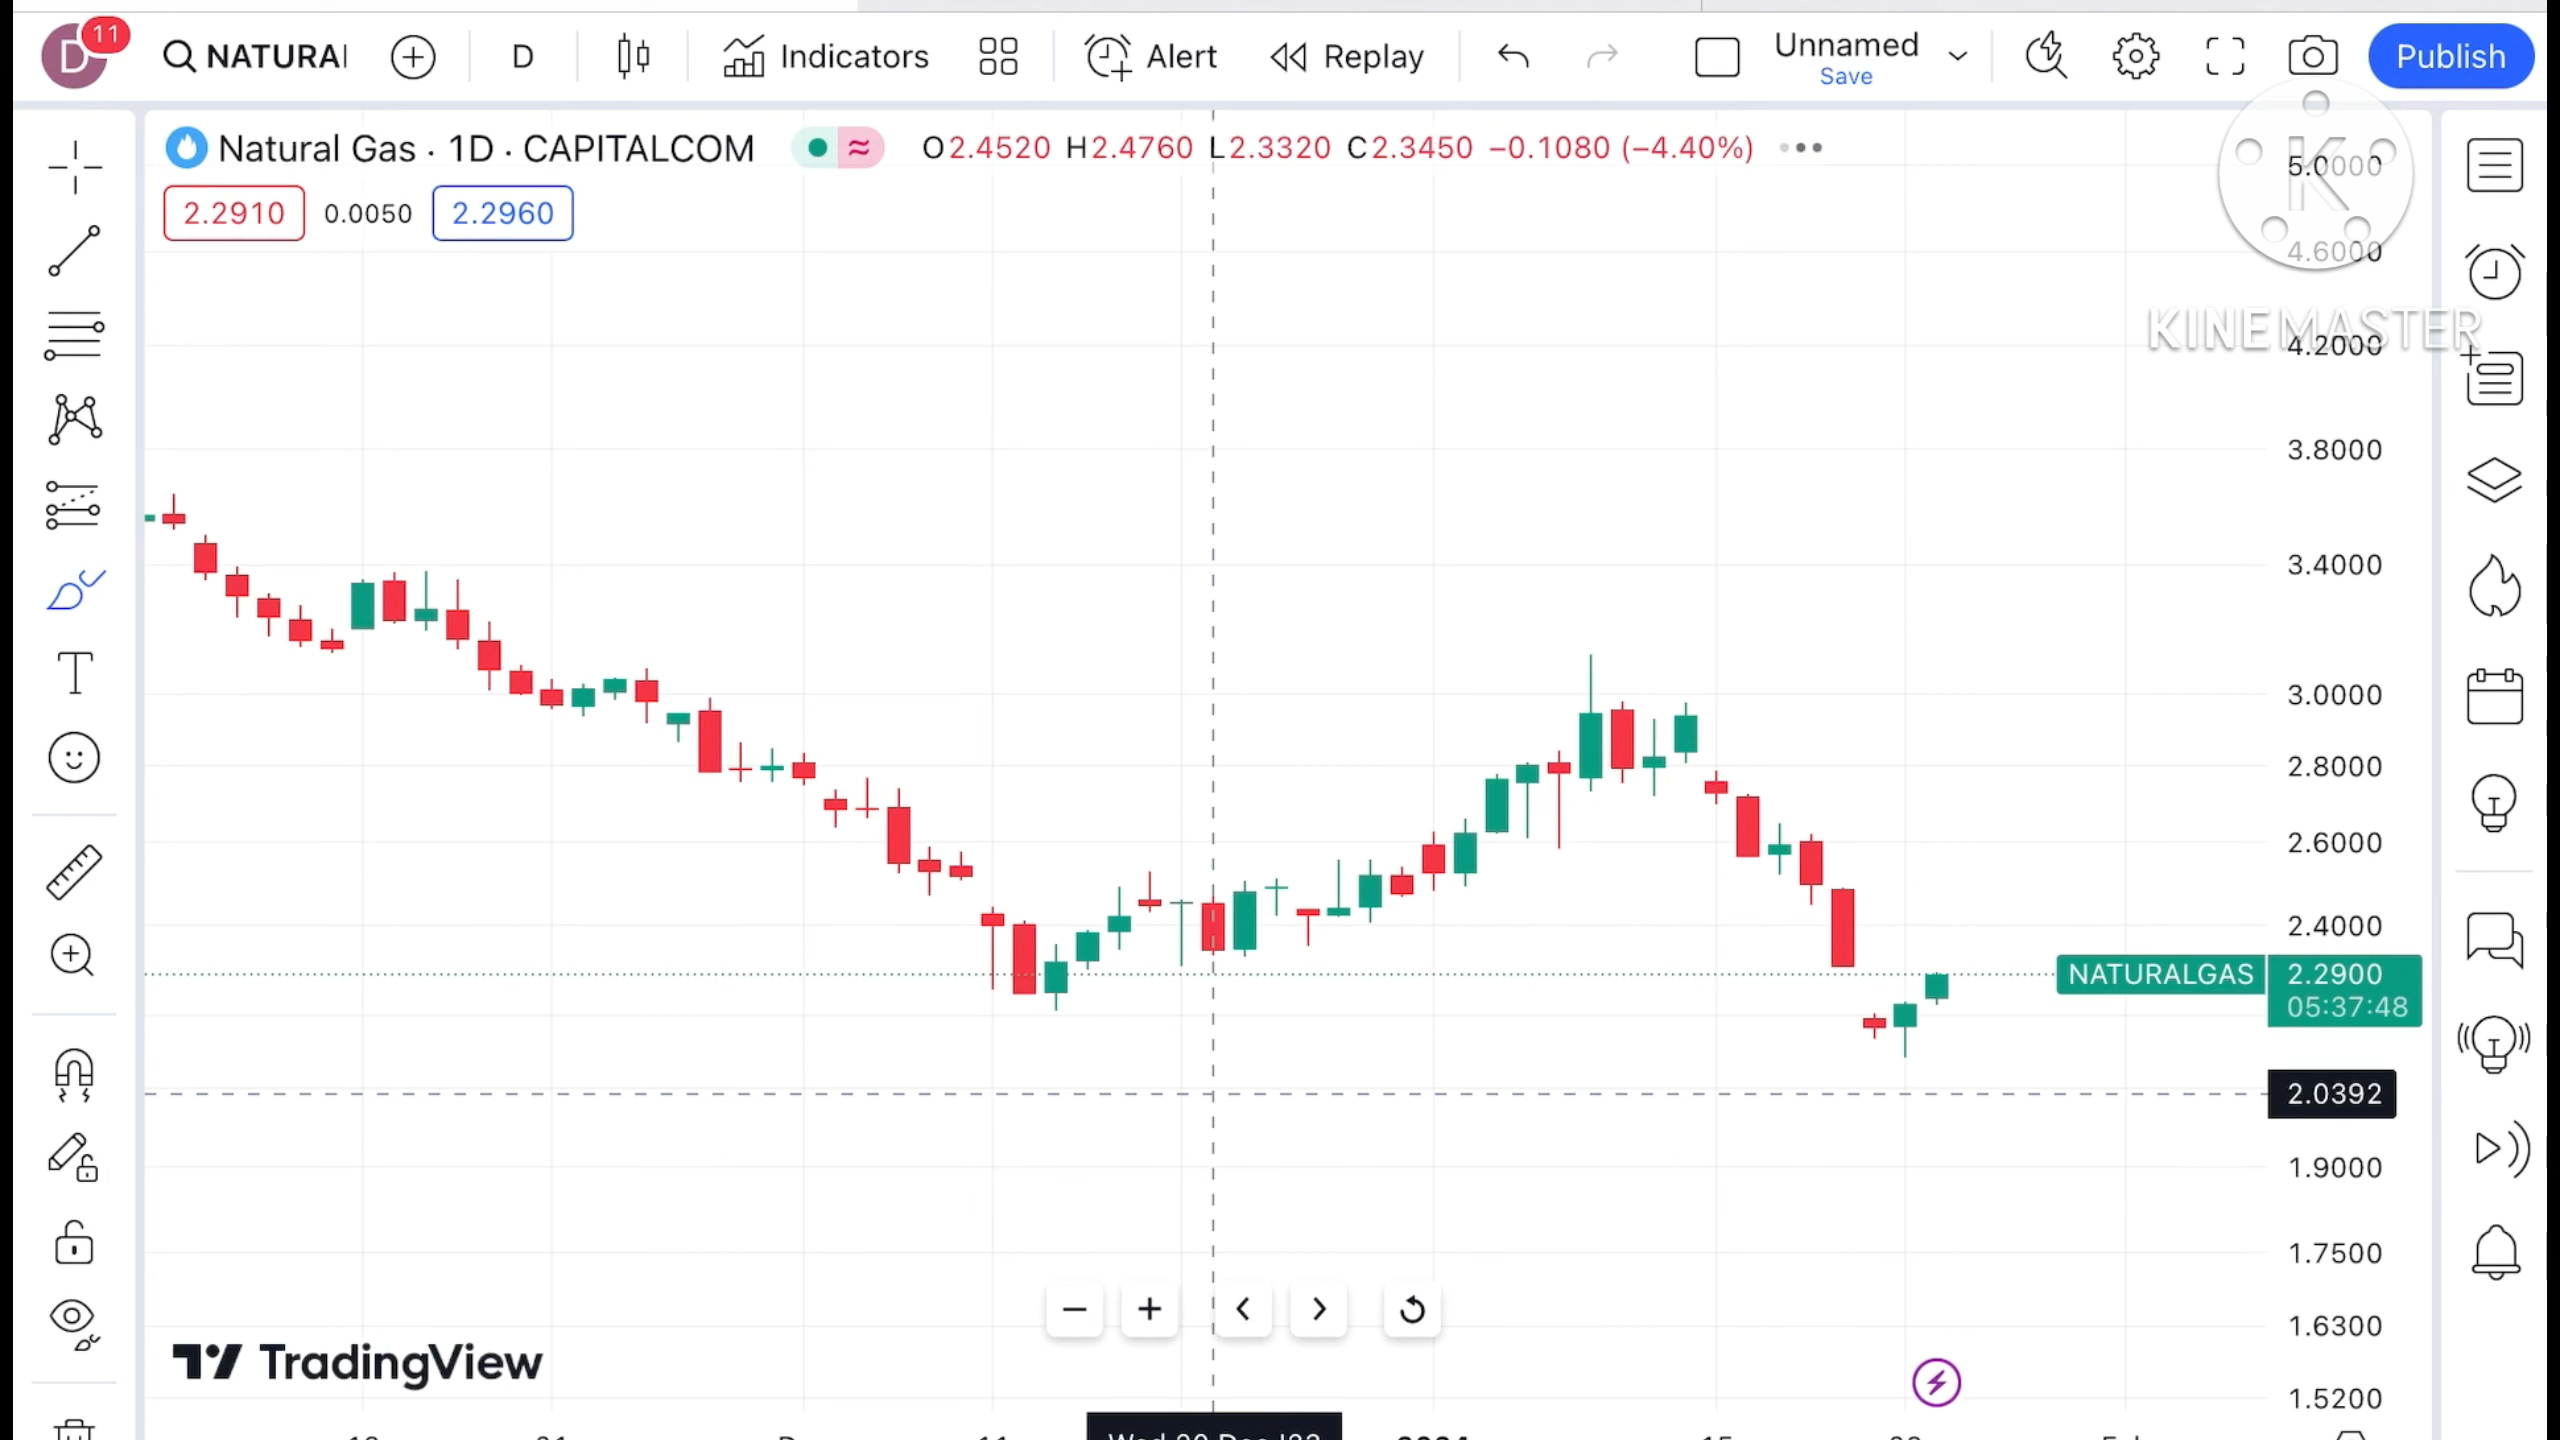 D 11 NATURAL D Indicators Alert Replay Unnamed Save Publish
Natural Gas · 1D · CAPITALCOM ≈ O2.4520 H2.4760 L2.3320 C2.3450 −0.1080 (−4.40%)
2.2910 0.0050 2.2960
K
5.0000
4.6000
KINEMASTER
4.2000
3.8000
3.4000
3.0000
2.8000
2.6000
2.4000
NATURALGAS 2.2900
05:37:48
2.0392
1.9000
1.7500
1.6300
TradingView
1.5200